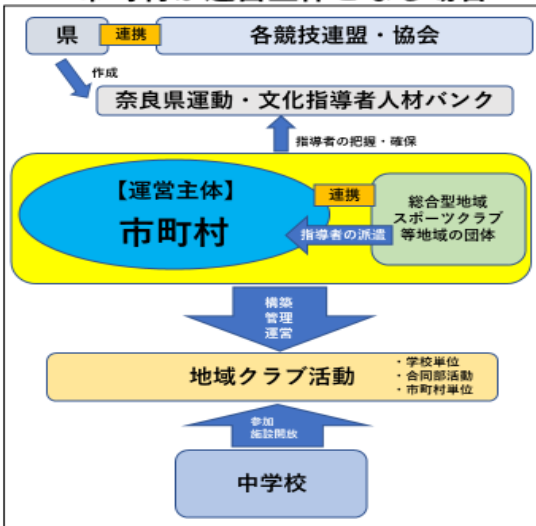 県
連携
各競技連盟・協会
作成
奈良県運動・文化指導者人材バンク
指導者の把握・確保
【運営主体】
市町村
連携
指導者の派遣
総合型地域
スポーツクラブ
等地域の団体
構築
管理
運営
地域クラブ活動
・学校単位
・合同部活動
・市町村単位
参加
施設開放
中学校